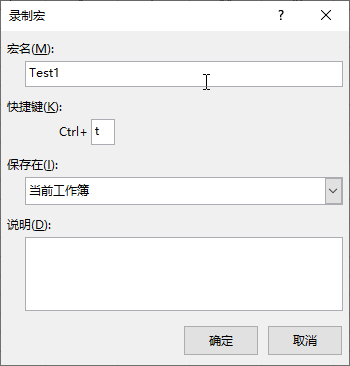 录制宏
宏名(M):
Test1
快捷键(K):
Ctrl+ t
保存在(I):
当前工作簿
说明(D):
确定 取消